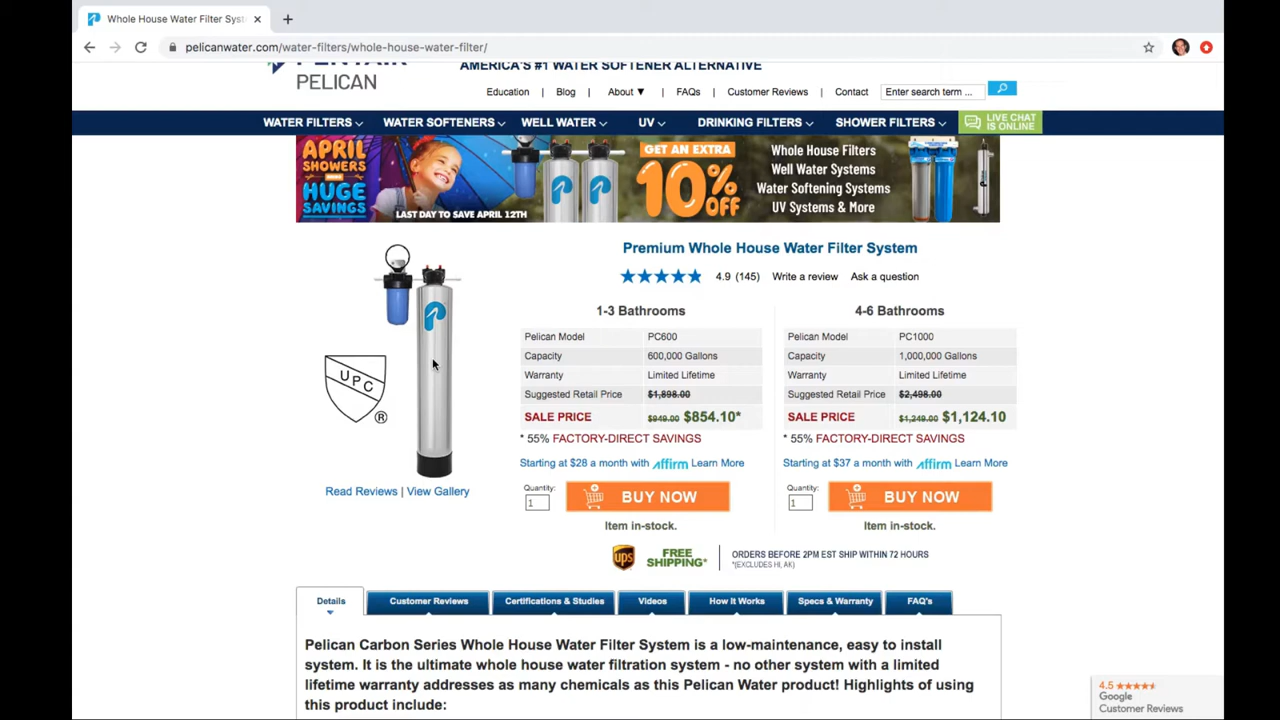 Whole House Water Filter Syst
pelicanwater.com/water-filters/whole-house-water-filter/
PENTAIR
PELICAN
AMERICA'S #1 WATER SOFTENER ALTERNATIVE
Education | Blog | About ▼ | FAQs | Customer Reviews | Contact
Enter search term ...
WATER FILTERS WATER SOFTENERS WELL WATER UV DRINKING FILTERS SHOWER FILTERS
LIVE CHAT
IS ONLINE
APRIL
SHOWERS
HUGE
SAVINGS
LAST DAY TO SAVE APRIL 12TH
GET AN EXTRA
10% OFF
Whole House Filters
Well Water Systems
Water Softening Systems
UV Systems & More
Premium Whole House Water Filter System
4.9 (145) Write a review Ask a question
UPC
®
Read Reviews | View Gallery
1-3 Bathrooms
Pelican Model PC600
Capacity 600,000 Gallons
Warranty Limited Lifetime
Suggested Retail Price $1,898.00
SALE PRICE $949.00 $854.10*
* 55% FACTORY-DIRECT SAVINGS
Starting at $28 a month with affirm Learn More
Quantity:
1
BUY NOW
Item in-stock.
4-6 Bathrooms
Pelican Model PC1000
Capacity 1,000,000 Gallons
Warranty Limited Lifetime
Suggested Retail Price $2,498.00
SALE PRICE $1,249.00 $1,124.10
* 55% FACTORY-DIRECT SAVINGS
Starting at $37 a month with affirm Learn More
Quantity:
1
BUY NOW
Item in-stock.
ups
FREE
SHIPPING*
ORDERS BEFORE 2PM EST SHIP WITHIN 72 HOURS
*(EXCLUDES HI, AK)
Details Customer Reviews Certifications & Studies Videos How It Works Specs & Warranty FAQ's
Pelican Carbon Series Whole House Water Filter System is a low-maintenance, easy to install
system. It is the ultimate whole house water filtration system - no other system with a limited
lifetime warranty addresses as many chemicals as this Pelican Water product! Highlights of using
this product include:
4.5
Google
Customer Reviews